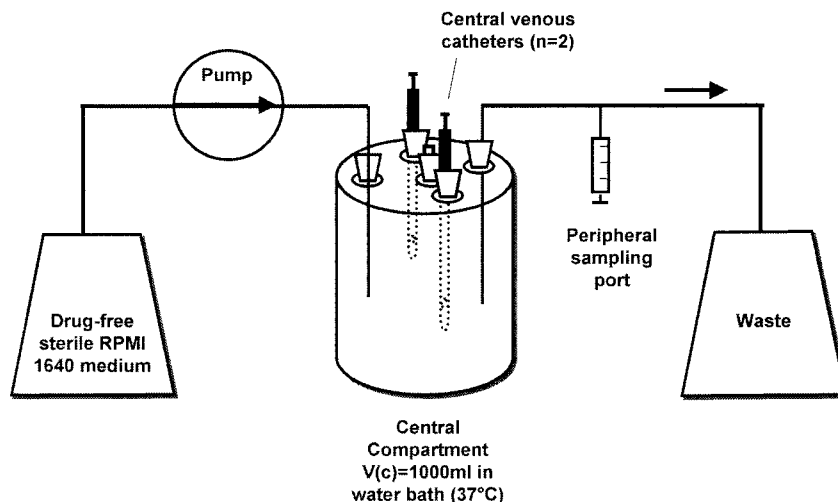 Central venous
catheters (n=2)
Pump
Peripheral
sampling
port
Drug-free
sterile RPMI
1640 medium
Waste
Central
Compartment
V(c)=1000ml in
water bath (37°C)